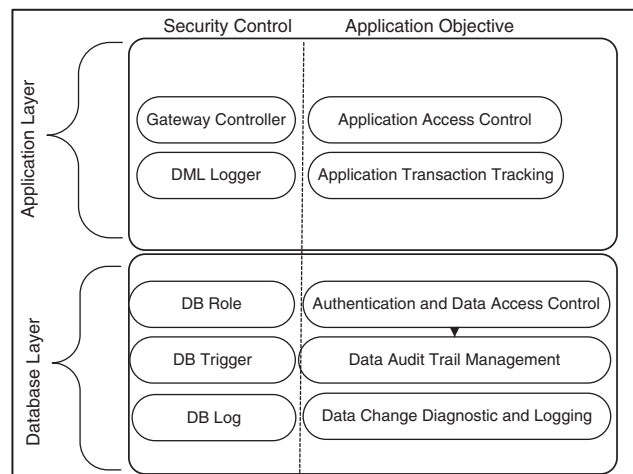 Security Control Application Objective
Application Layer
Gateway Controller Application Access Control
DML Logger Application Transaction Tracking
Database Layer
DB Role Authentication and Data Access Control
DB Trigger Data Audit Trail Management
DB Log Data Change Diagnostic and Logging